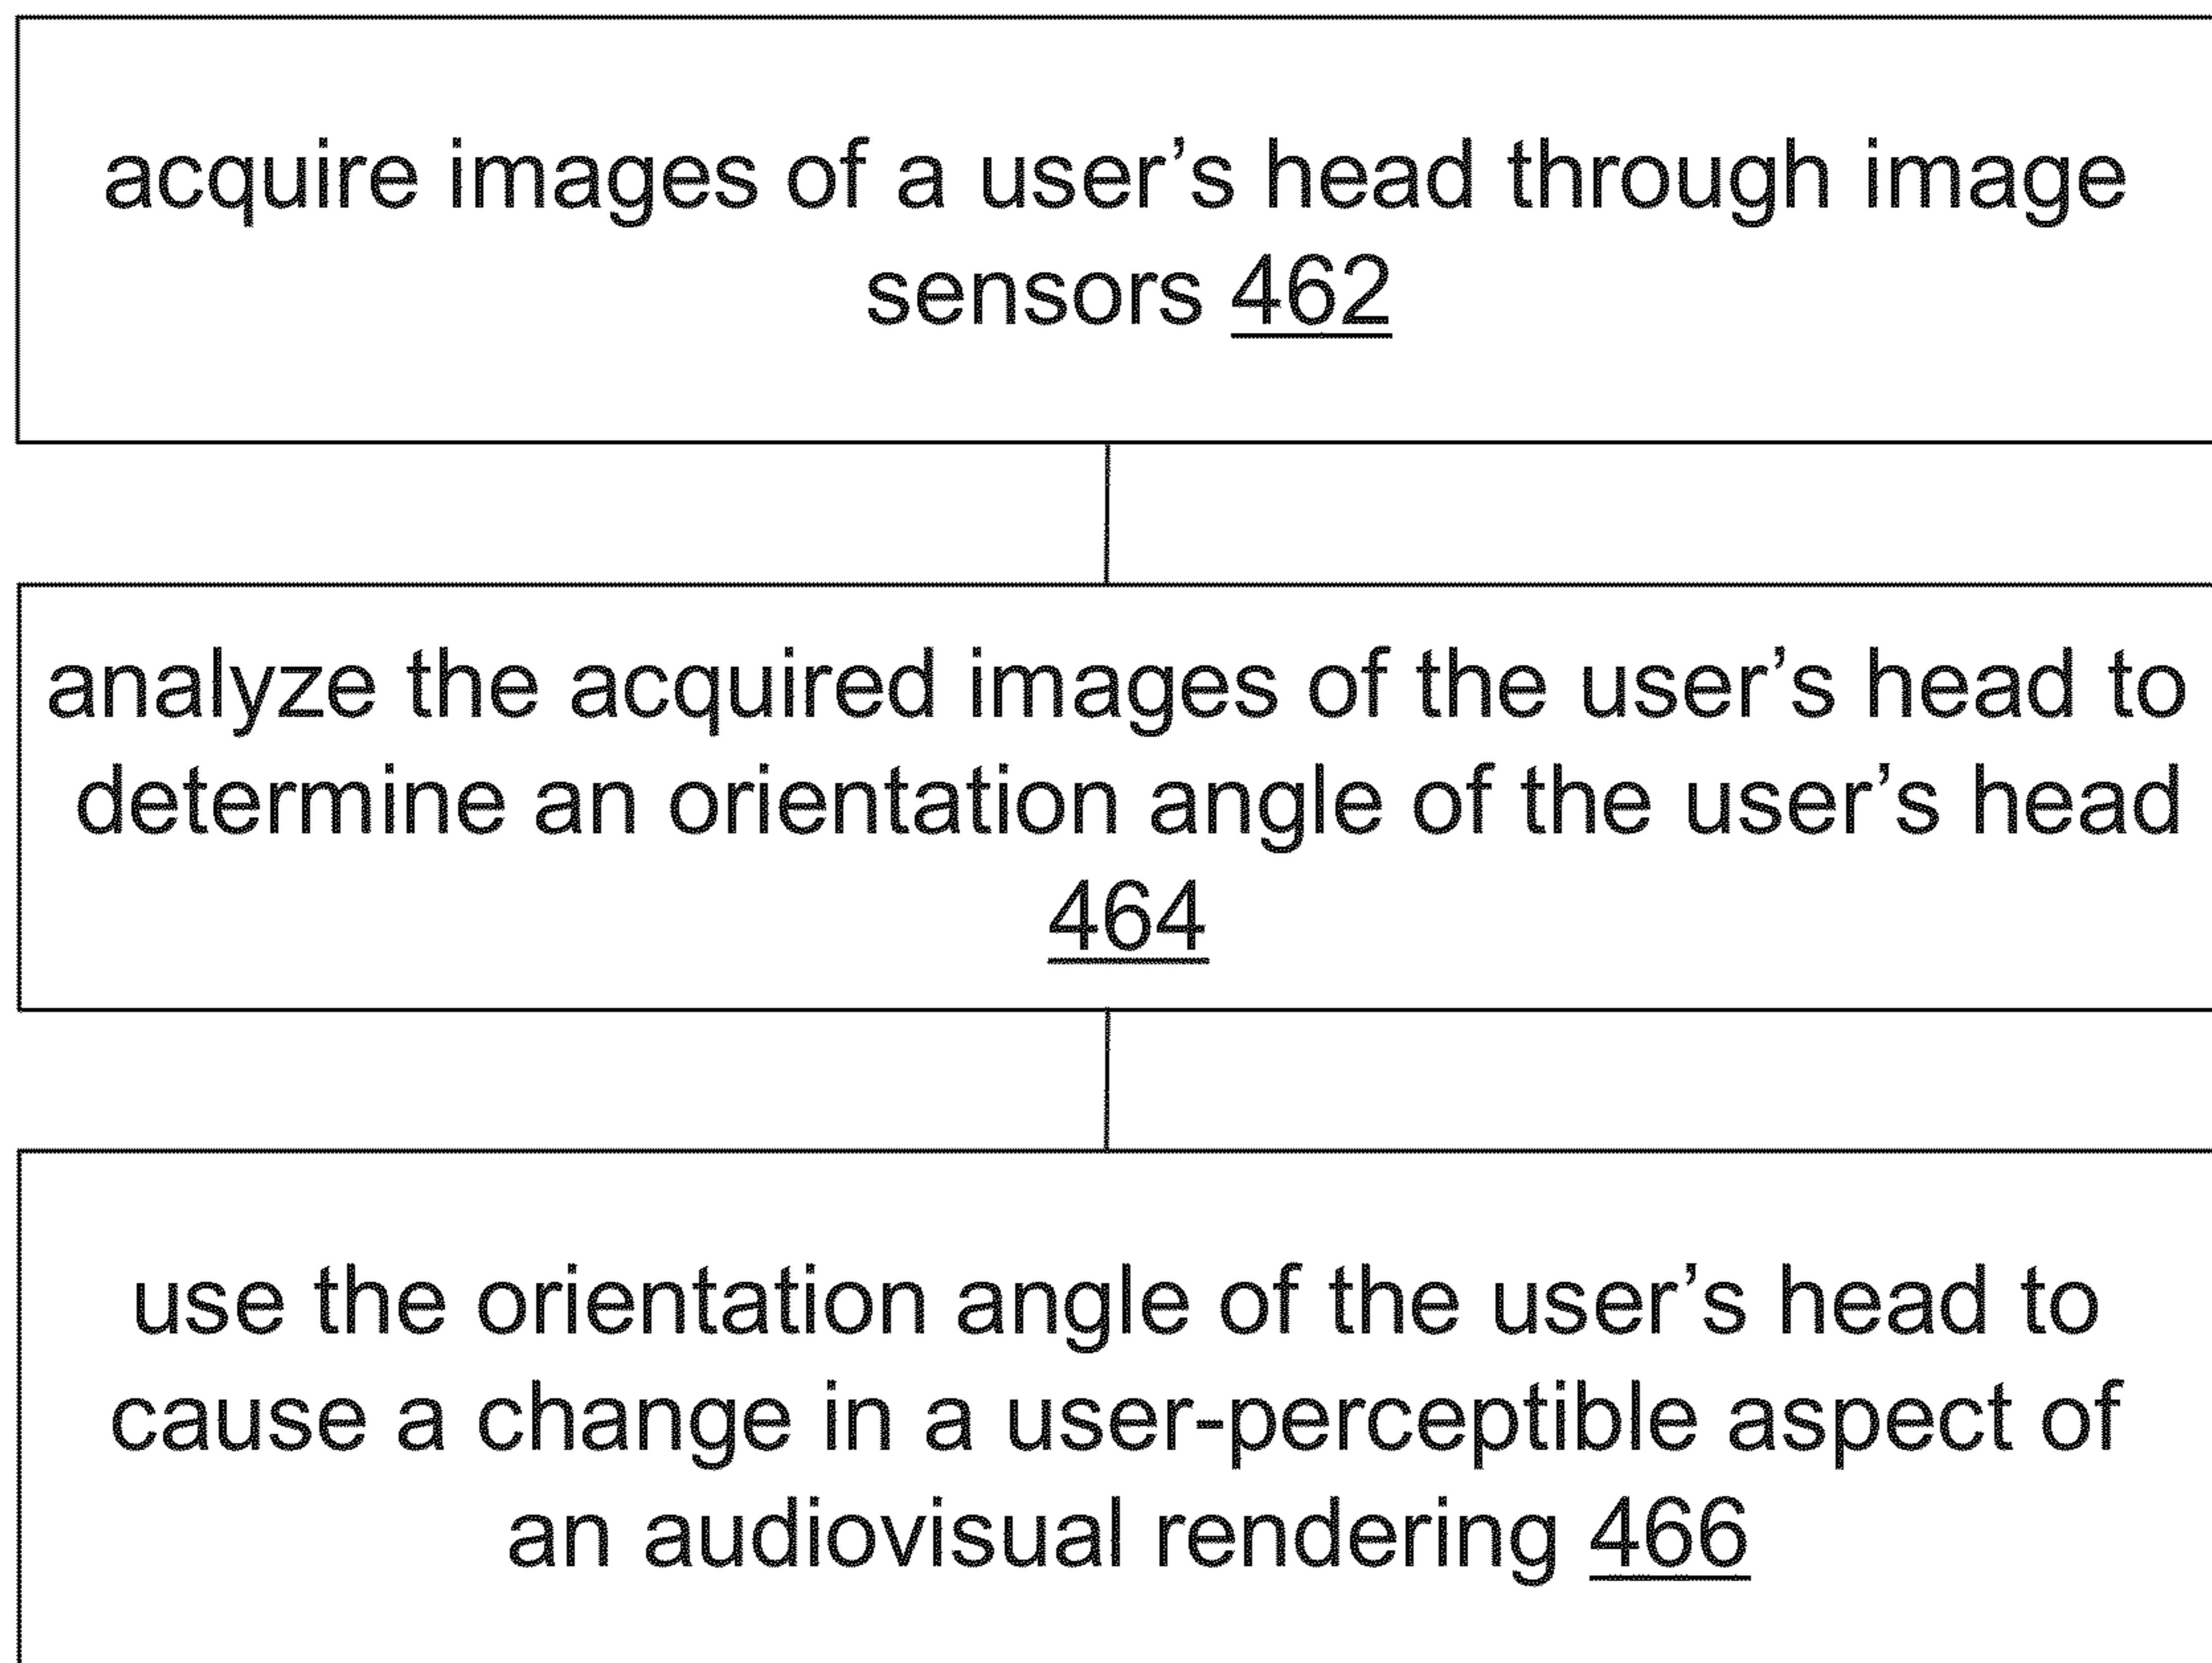 acquire images of a user’s head through image
sensors 462
analyze the acquired images of the user’s head to
determine an orientation angle of the user’s head
464
use the orientation angle of the user’s head to
cause a change in a user-perceptible aspect of
an audiovisual rendering 466